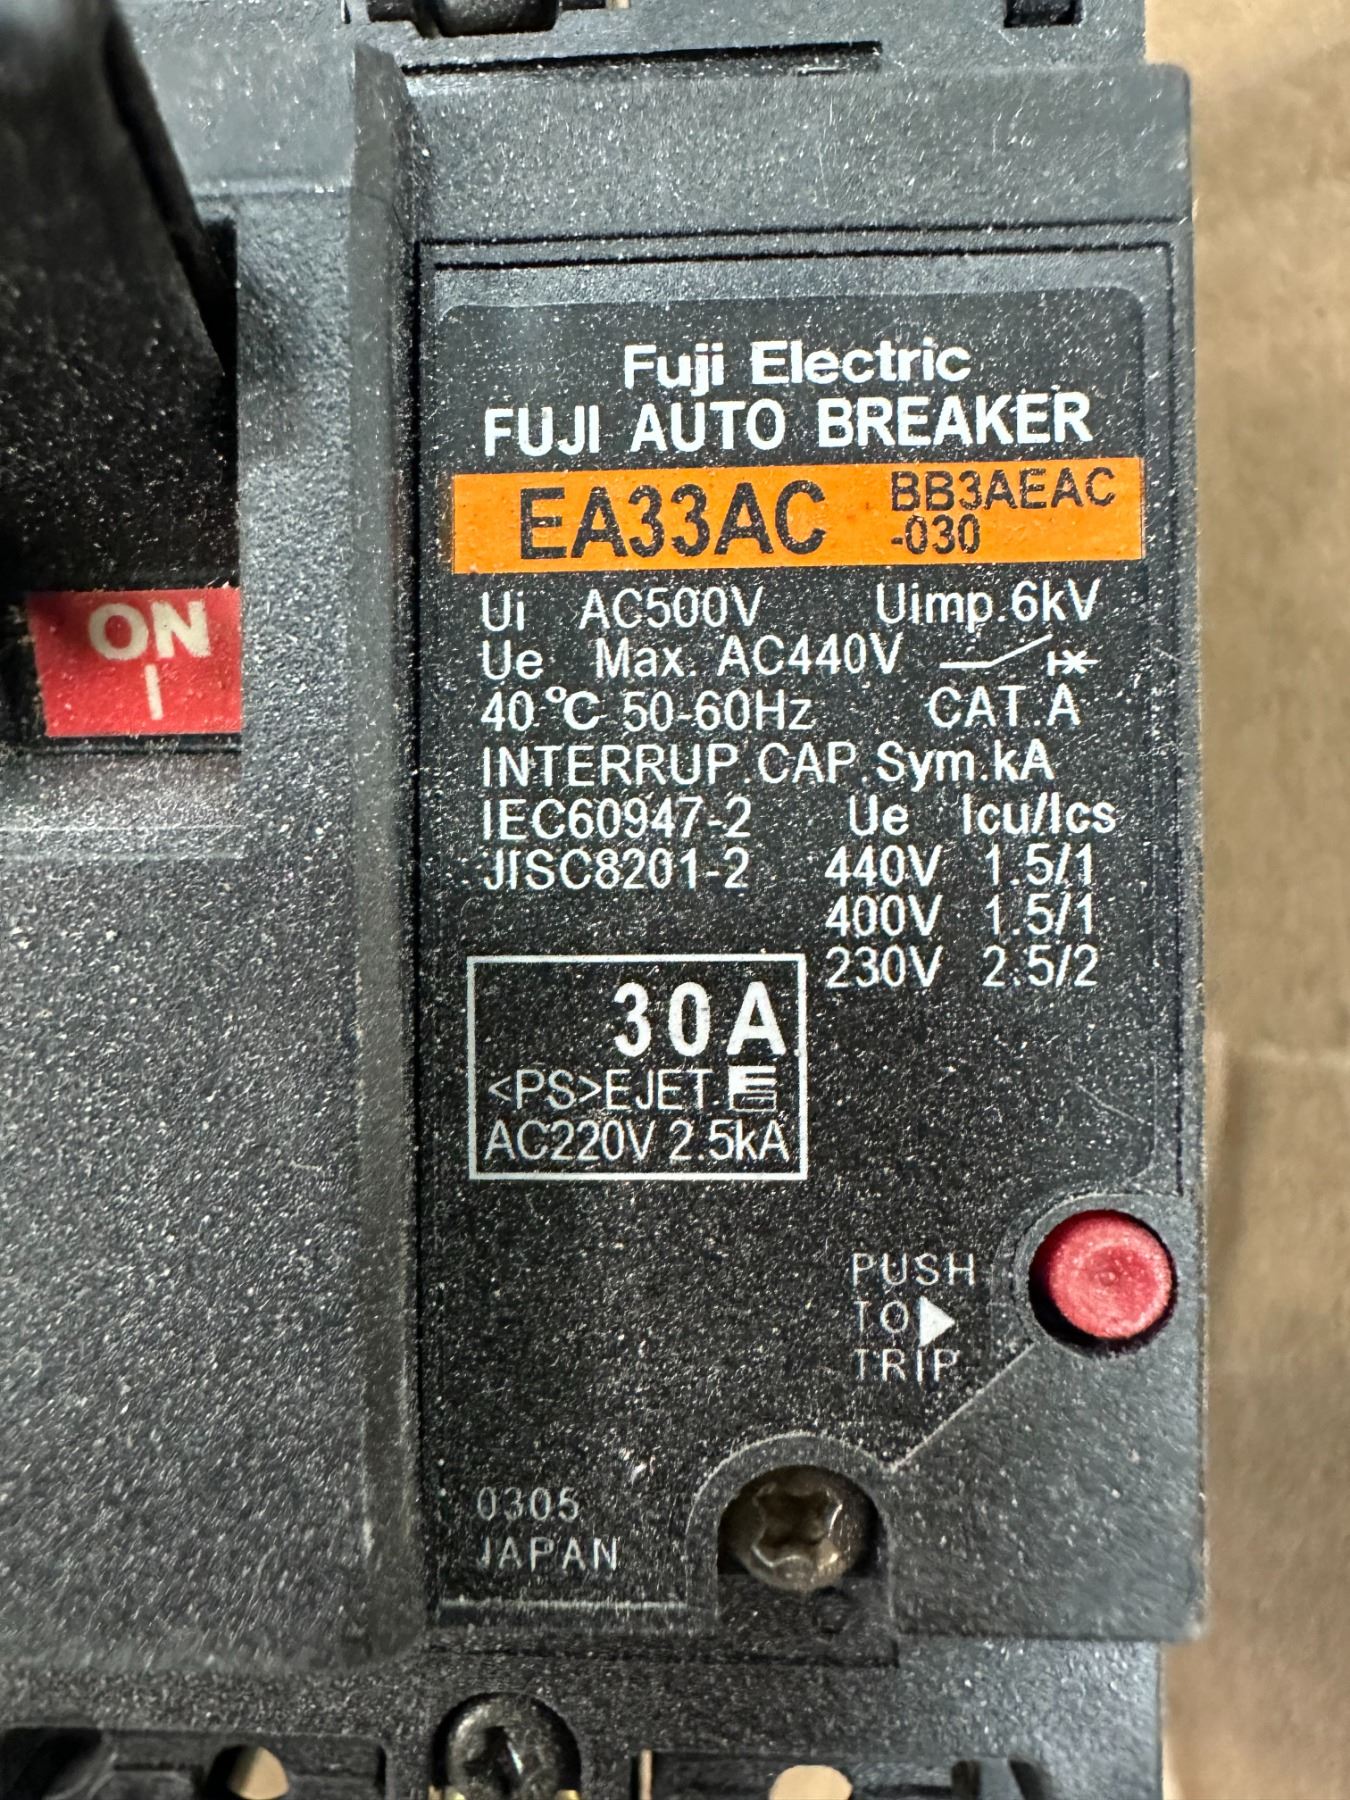 Fuji Electric
FUJI AUTO BREAKER
EA33AC BB3AEAC
-030
Ui AC500V Uimp.6kV
Ue Max. AC440V
40°C 50-60Hz CAT.A
INTERRUP.CAP.Sym.kA
IEC60947-2 Ue Icu/Ics
JISC8201-2 440V 1.5/1
400V 1.5/1
230V 2.5/2
30A
<PS>EJET.
AC220V 2.5kA
ON
I
PUSH
TO
TRIP
0305
JAPAN